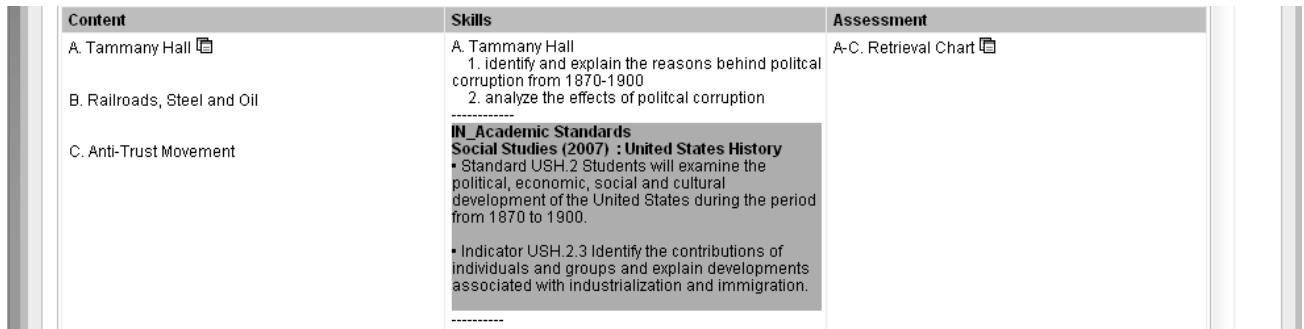 Content
Skills
Assessment
A. Tammany Hall
B. Railroads, Steel and Oil
C. Anti-Trust Movement
A. Tammany Hall
1. identify and explain the reasons behind politcal
corruption from 1870-1900
2. analyze the effects of politcal corruption
------------
IN_Academic Standards
Social Studies (2007) : United States History
▪ Standard USH.2 Students will examine the
political, economic, social and cultural
development of the United States during the period
from 1870 to 1900.
▪ Indicator USH.2.3 Identify the contributions of
individuals and groups and explain developments
associated with industrialization and immigration.
----------
A-C. Retrieval Chart